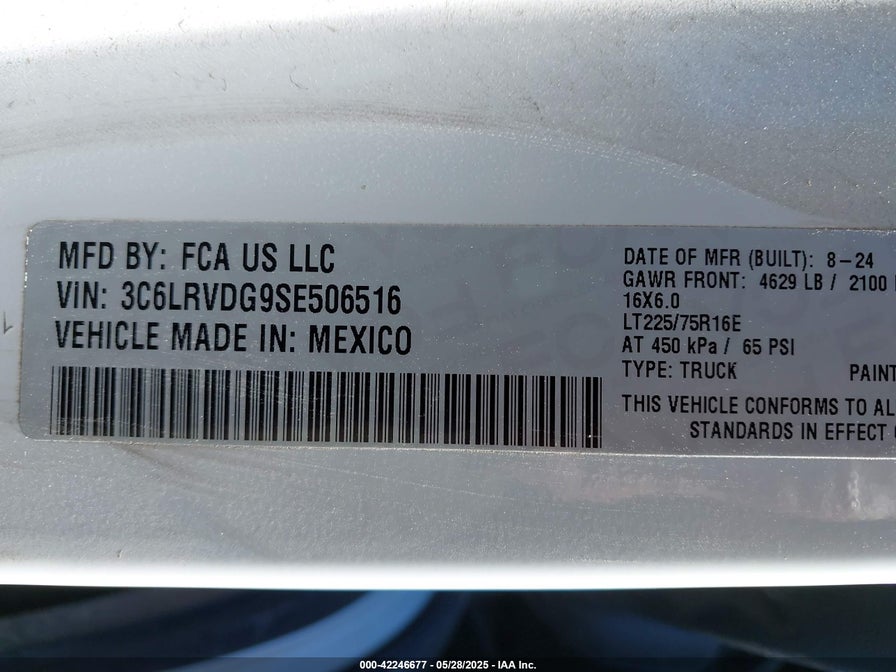 MFD BY: FCA US LLC
VIN: 3C6LRVDG9SE506516
VEHICLE MADE IN: MEXICO
DATE OF MFR (BUILT): 8-24
GAWR FRONT: 4629 LB / 2100
16X6.0
LT225/75R16E
AT 450 kPa / 65 PSI
TYPE: TRUCK PAINT
THIS VEHICLE CONFORMS TO AL
STANDARDS IN EFFECT
000-42246677 - 05/28/2025 - IAA Inc.